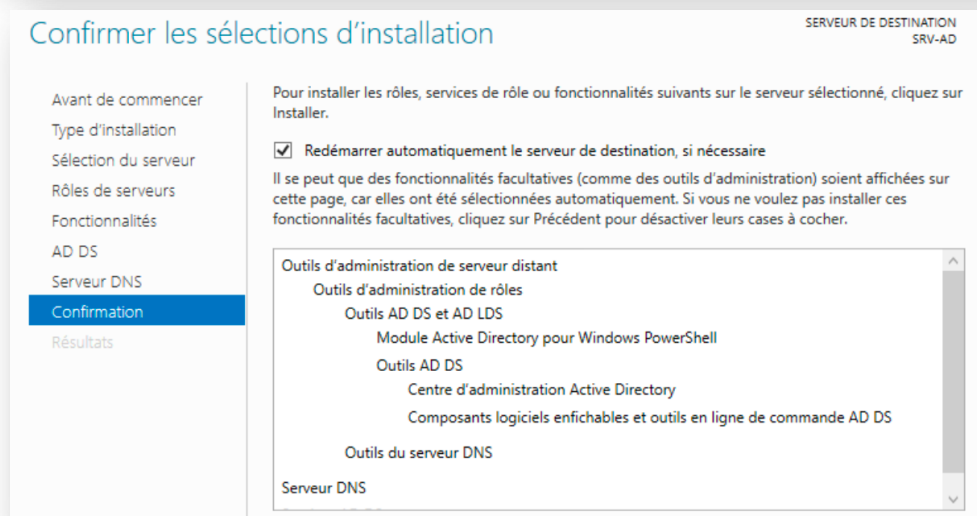 Confirmer les sélections d'installation
SERVEUR DE DESTINATION
SRV-AD
Avant de commencer
Type d'installation
Sélection du serveur
Rôles de serveurs
Fonctionnalités
AD DS
Serveur DNS
Confirmation
Résultats
Pour installer les rôles, services de rôle ou fonctionnalités suivants sur le serveur sélectionné, cliquez sur
Installer.
Redémarrer automatiquement le serveur de destination, si nécessaire
Il se peut que des fonctionnalités facultatives (comme des outils d'administration) soient affichées sur
cette page, car elles ont été sélectionnées automatiquement. Si vous ne voulez pas installer ces
fonctionnalités facultatives, cliquez sur Précédent pour désactiver leurs cases à cocher.
Outils d'administration de serveur distant
Outils d'administration de rôles
Outils AD DS et AD LDS
Module Active Directory pour Windows PowerShell
Outils AD DS
Centre d'administration Active Directory
Composants logiciels enfichables et outils en ligne de commande AD DS
Outils du serveur DNS
Serveur DNS